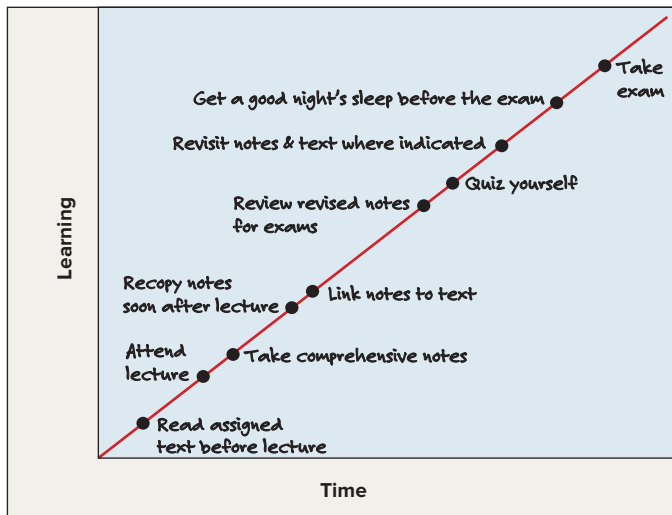 Take
exam
Get a good night's sleep before the exam
Revisit notes & text where indicated
Quiz yourself
Review revised notes
for exams
Recopy notes
soon after lecture
Link notes to text
Attend
lecture
Take comprehensive notes
Read assigned
text before lecture
Learning
Time